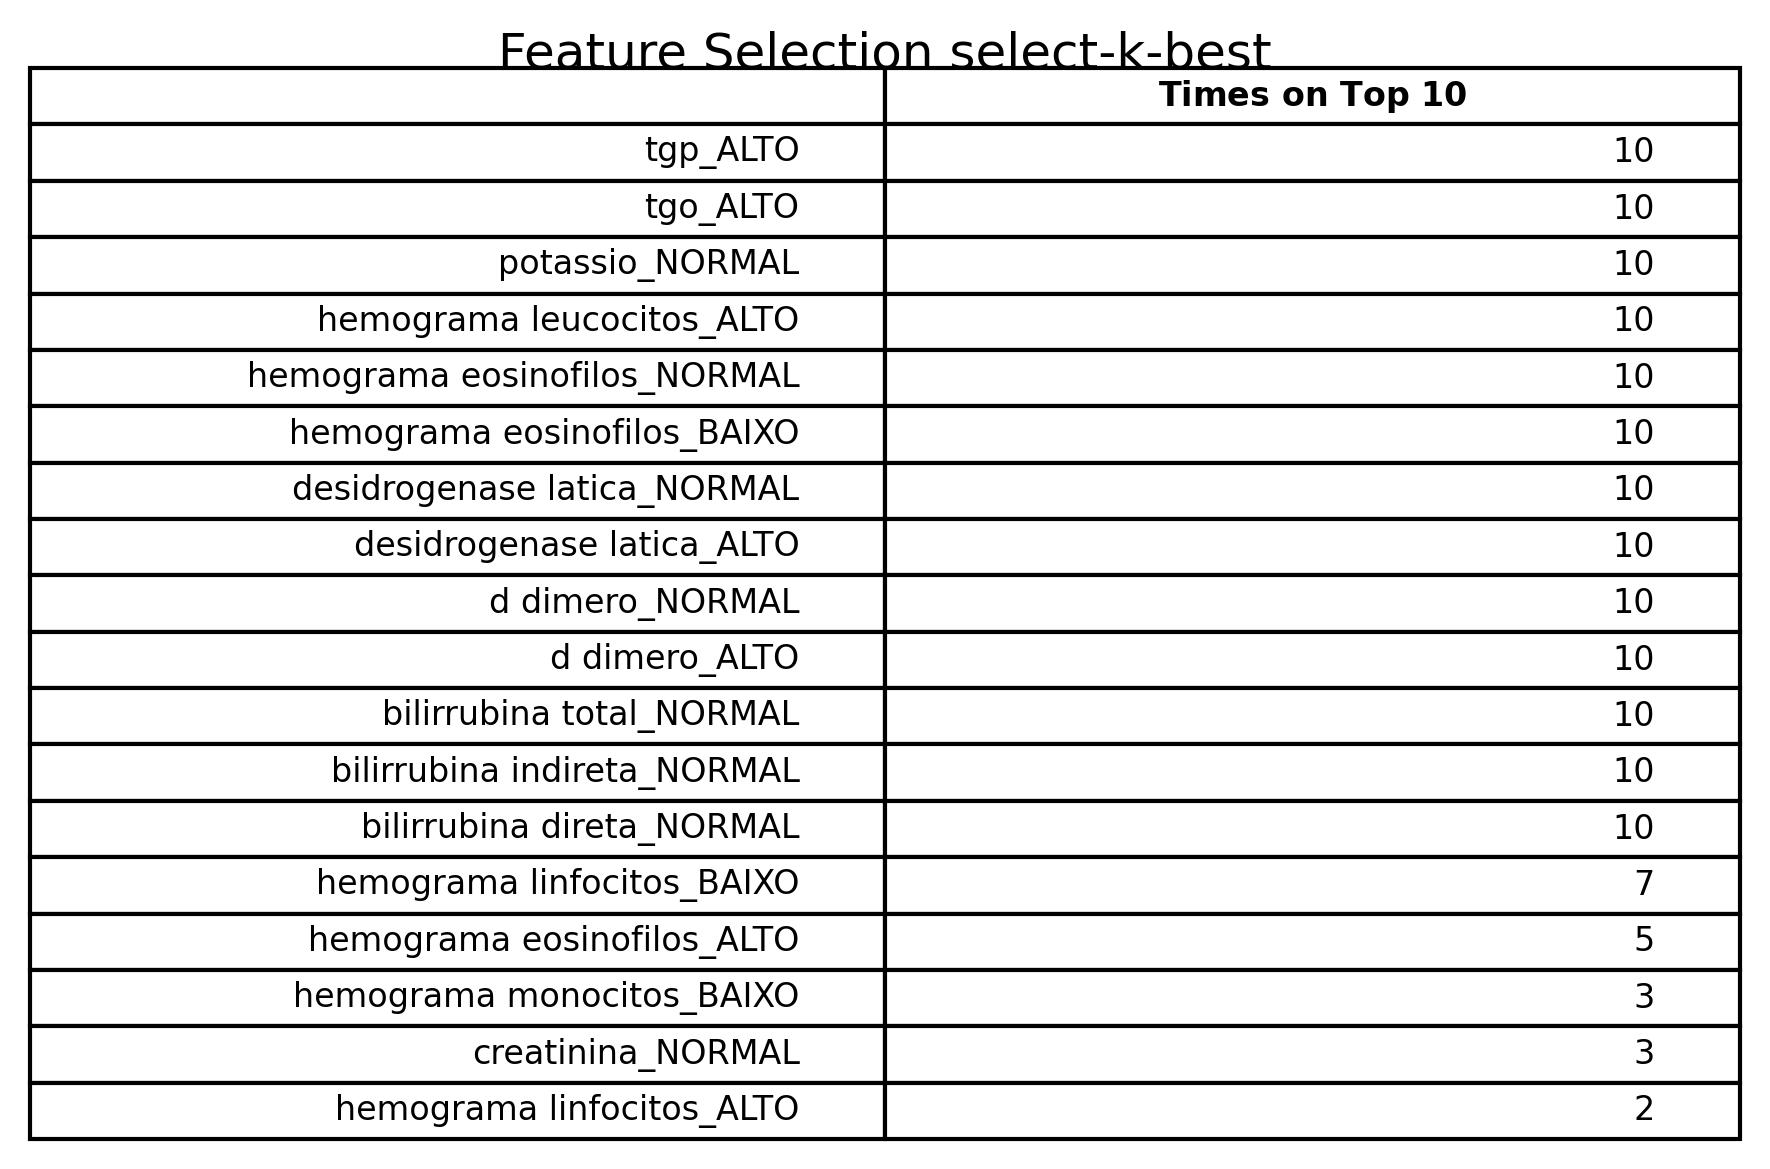 Feature Selection select-k-best
Times on Top 10
tgp_ALTO 10
tgo_ALTO 10
potassio_NORMAL 10
hemograma leucocitos_ALTO 10
hemograma eosinofilos_NORMAL 10
hemograma eosinofilos_BAIXO 10
desidrogenase latica_NORMAL 10
desidrogenase latica_ALTO 10
d dimero_NORMAL 10
d dimero_ALTO 10
bilirrubina total_NORMAL 10
bilirrubina indireta_NORMAL 10
bilirrubina direta_NORMAL 10
hemograma linfocitos_BAIXO 7
hemograma eosinofilos_ALTO 5
hemograma monocitos_BAIXO 3
creatinina_NORMAL 3
hemograma linfocitos_ALTO 2